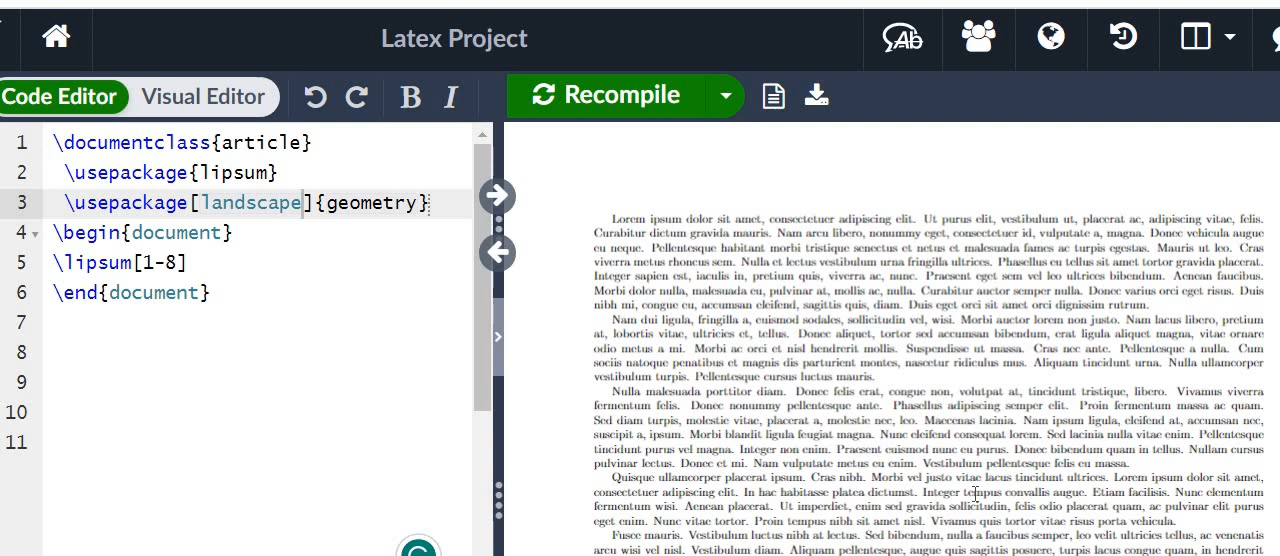 Latex Project
Code Editor Visual Editor B I Recompile
1 \documentclass{article}
2 \usepackage{lipsum}
3 \usepackage[landscape]{geometry}
4 \begin{document}
5 \lipsum[1-8]
6 \end{document}
7
8
9
10
11
Lorem ipsum dolor sit amet, consectetuer adipiscing elit. Ut purus elit, vestibulum ut, placerat ac, adipiscing vitae, felis.
Curabitur dictum gravida mauris. Nam arcu libero, nonummy eget, consectetuer id, vulputate a, magna. Donec vehicula augue
eu neque. Pellentesque habitant morbi tristique senectus et netus et malesuada fames ac turpis egestas. Mauris ut leo. Cras
viverra metus rhoncus sem. Nulla et lectus vestibulum urna fringilla ultrices. Phasellus eu tellus sit amet tortor gravida placerat.
Integer sapien est, iaculis in, pretium quis, viverra ac, nunc. Praesent eget sem vel leo ultrices bibendum. Aenean faucibus.
Morbi dolor nulla, malesuada eu, pulvinar at, mollis ac, nulla. Curabitur auctor semper nulla. Donec varius orci eget risus. Duis
nibh mi, congue eu, accumsan eleifend, sagittis quis, diam. Duis eget orci sit amet orci dignissim rutrum.
Nam dui ligula, fringilla a, euismod sodales, sollicitudin vel, wisi. Morbi auctor lorem non justo. Nam lacus libero, pretium
at, lobortis vitae, ultricies et, tellus. Donec aliquet, tortor sed accumsan bibendum, erat ligula aliquet magna, vitae ornare
odio metus a mi. Morbi ac orci et nisl hendrerit mollis. Suspendisse ut massa. Cras nec ante. Pellentesque a nulla. Cum
sociis natoque penatibus et magnis dis parturient montes, nascetur ridiculus mus. Aliquam tincidunt urna. Nulla ullamcorper
vestibulum turpis. Pellentesque cursus luctus mauris.
Nulla malesuada porttitor diam. Donec felis erat, congue non, volutpat at, tincidunt tristique, libero. Vivamus viverra
fermentum felis. Donec nonummy pellentesque ante. Phasellus adipiscing semper elit. Proin fermentum massa ac quam.
Sed diam turpis, molestie vitae, placerat a, molestie nec, leo. Maecenas lacinia. Nam ipsum ligula, eleifend at, accumsan nec,
suscipit a, ipsum. Morbi blandit ligula feugiat magna. Nunc eleifend consequat lorem. Sed lacinia nulla vitae enim. Pellentesque
tincidunt purus vel magna. Integer non enim. Praesent euismod nunc eu purus. Donec bibendum quam in tellus. Nullam cursus
pulvinar lectus. Donec et mi. Nam vulputate metus eu enim. Vestibulum pellentesque felis eu massa.
Quisque ullamcorper placerat ipsum. Cras nibh. Morbi vel justo vitae lacus tincidunt ultrices. Lorem ipsum dolor sit amet,
consectetuer adipiscing elit. In hac habitasse platea dictumst. Integer tempus convallis augue. Etiam facilisis. Nunc elementum
fermentum wisi. Aenean placerat. Ut imperdiet, enim sed gravida sollicitudin, felis odio placerat quam, ac pulvinar elit purus
eget enim. Nunc vitae tortor. Proin tempus nibh sit amet nisl. Vivamus quis tortor vitae risus porta vehicula.
Fusce mauris. Vestibulum luctus nibh at lectus. Sed bibendum, nulla a faucibus semper, leo velit ultricies tellus, ac venenatis
arcu wisi vel nisl. Vestibulum diam. Aliquam pellentesque, augue quis sagittis posuere, turpis lacus congue quam, in hendrerit